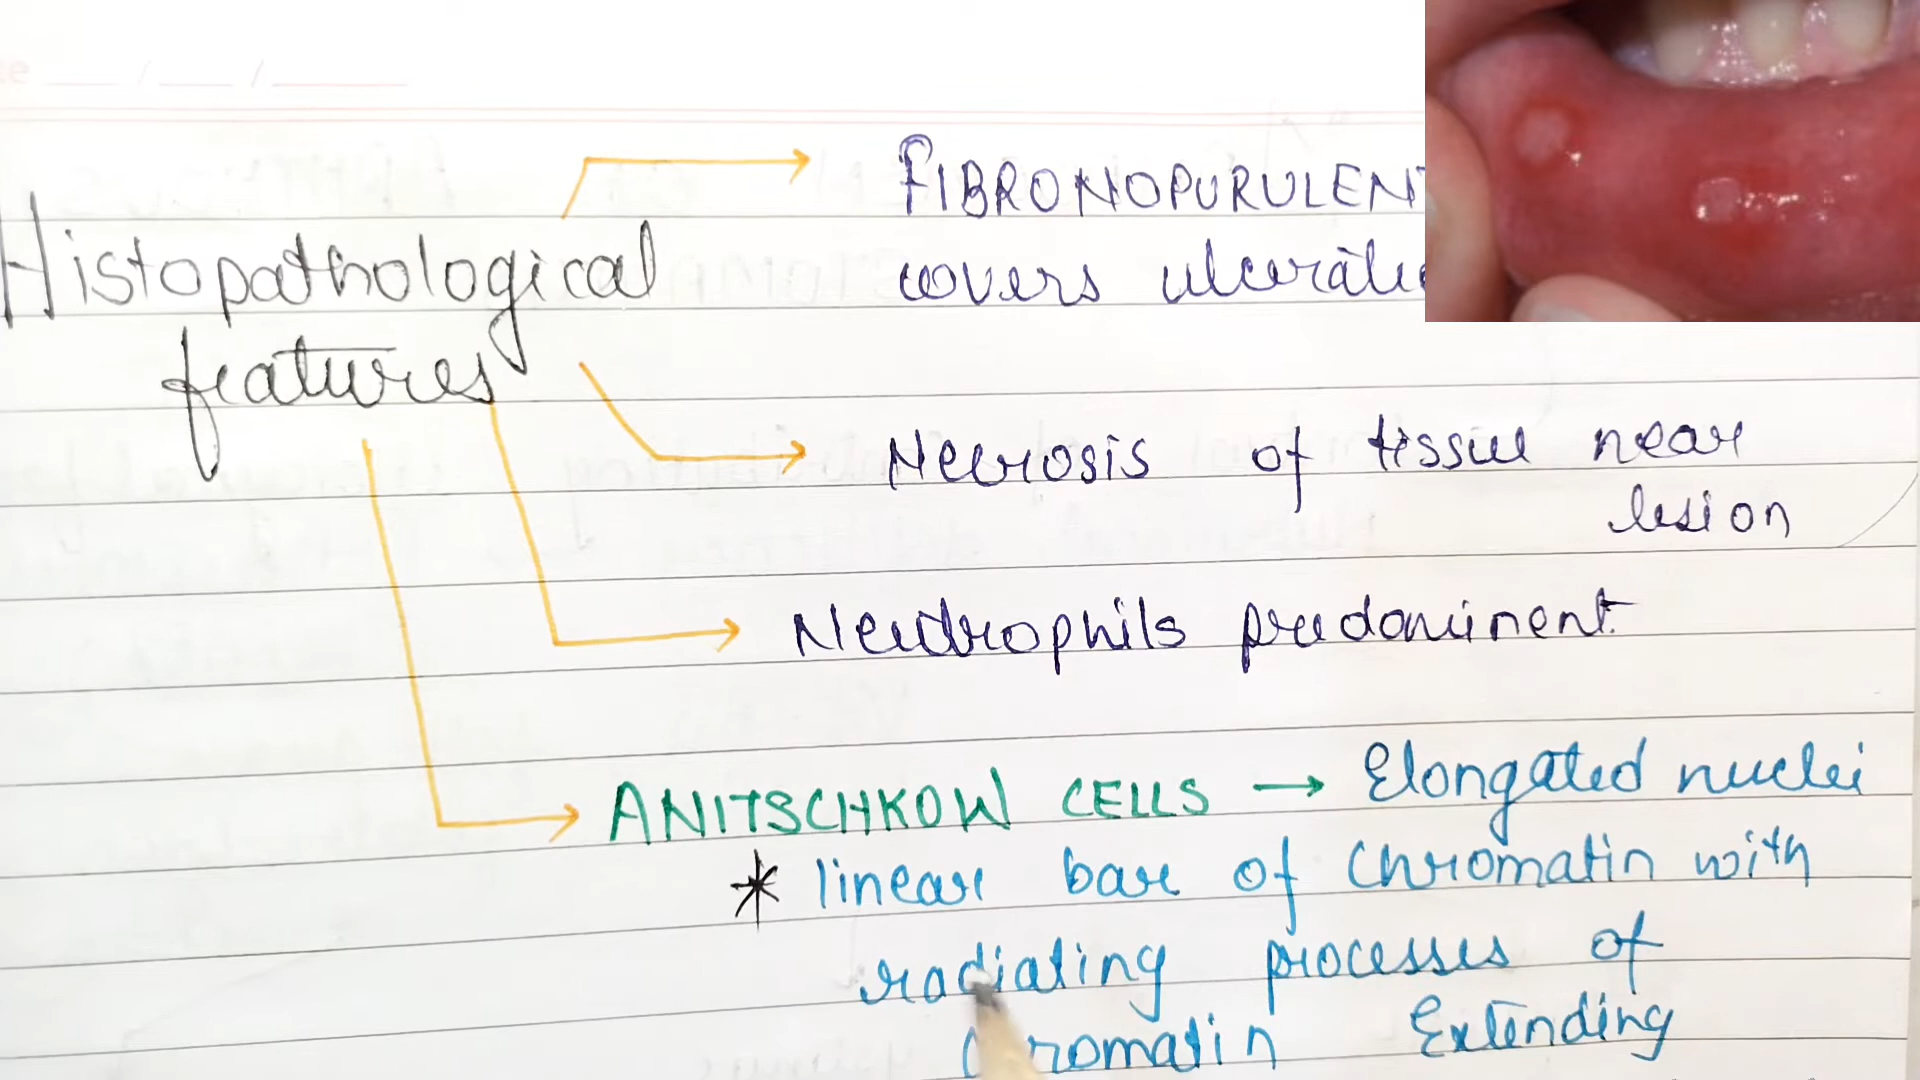 Histopathological
features
FIBRONOPURULENT
covers
Necrosis of tissue near
lesion
Neutrophils predominent
ANITSCHKOW CELLS → Elongated nuclei
* linear bar of chromatin with
radiating processes of
chromatin Extending